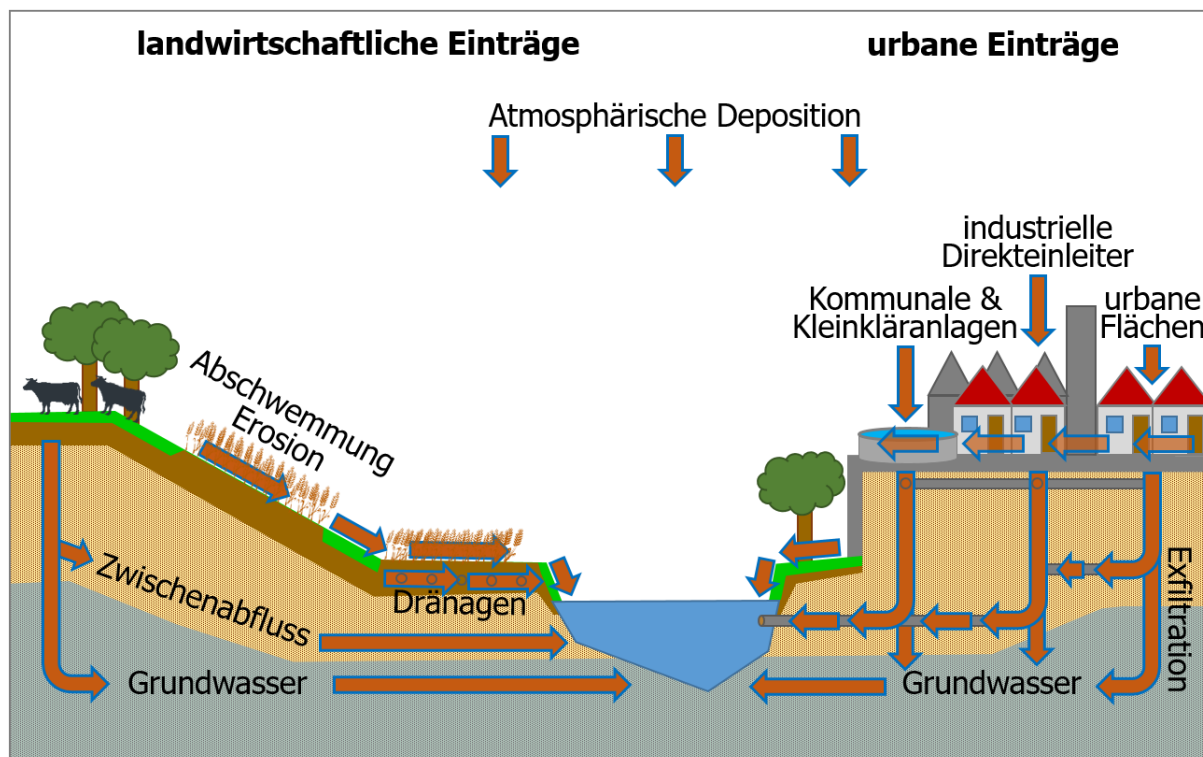 landwirtschaftliche Einträge
urbane Einträge
Atmosphärische Deposition
industrielle
Direkteinleiter
Kommunale &
Kleinkläranlagen
urbane
Flächen
Abschwemmung
Erosion
Zwischenabfluss
Dränagen
Grundwasser
Grundwasser
Exfiltration